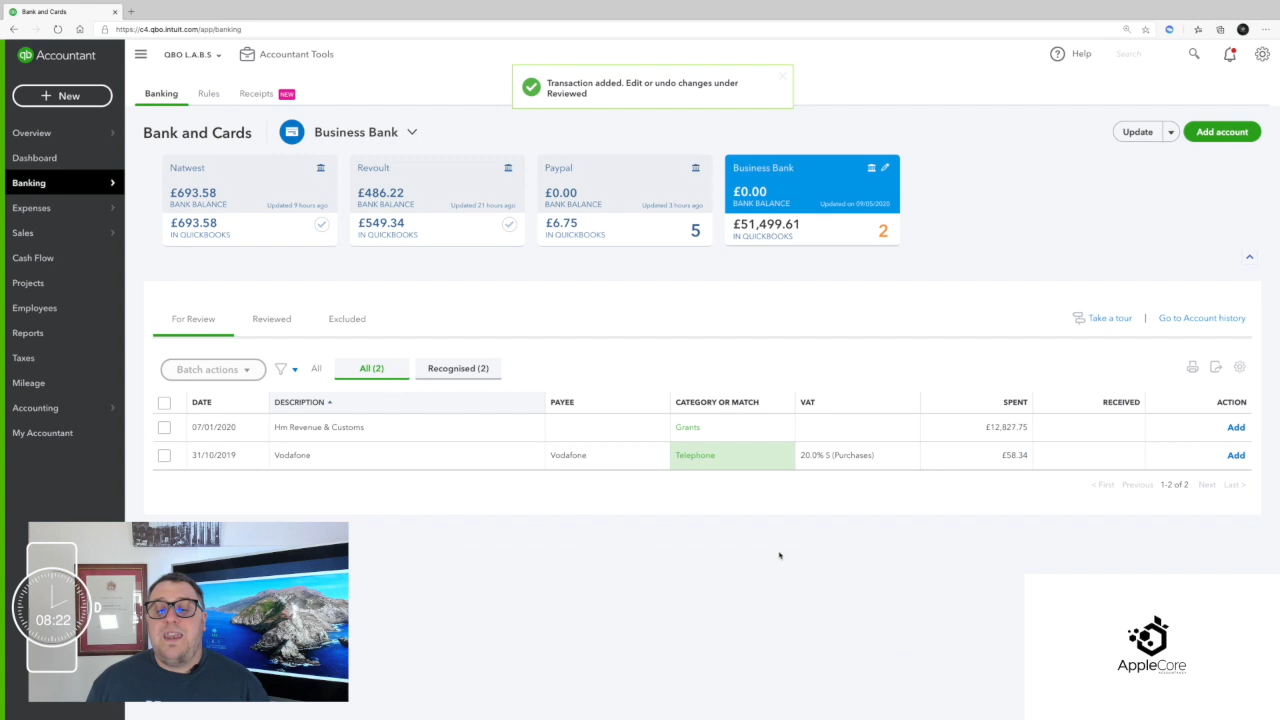 Bank and Cards
https://c4.qbo.intuit.com/app/banking
qb Accountant
QBO L.A.B.S
Accountant Tools
Help
Search
+ New
Overview
Dashboard
Banking
Expenses
Sales
Cash Flow
Projects
Employees
Reports
Taxes
Mileage
Accounting
My Accountant
Banking
Rules
Receipts
NEW
Transaction added. Edit or undo changes under
Reviewed
Bank and Cards
Business Bank
Update
Add account
Natwest
£693.58
BANK BALANCE
Updated 9 hours ago
£693.58
IN QUICKBOOKS
Revoult
£486.22
BANK BALANCE
Updated 21 hours ago
£549.34
IN QUICKBOOKS
Paypal
£0.00
BANK BALANCE
Updated 3 hours ago
£6.75
IN QUICKBOOKS
5
Business Bank
£0.00
BANK BALANCE
Updated on 09/05/2020
£51,499.61
IN QUICKBOOKS
2
For Review
Reviewed
Excluded
Take a tour
|
Go to Account history
Batch actions
All
All (2)
Recognised (2)
DATE DESCRIPTION PAYEE CATEGORY OR MATCH VAT SPENT RECEIVED ACTION
07/01/2020 Hm Revenue & Customs Grants £12,827.75 Add
31/10/2019 Vodafone Vodafone Telephone 20.0% S (Purchases) £58.34 Add
< First Previous 1-2 of 2 Next Last >
08:22
AppleCore
ACCOUNTANCY